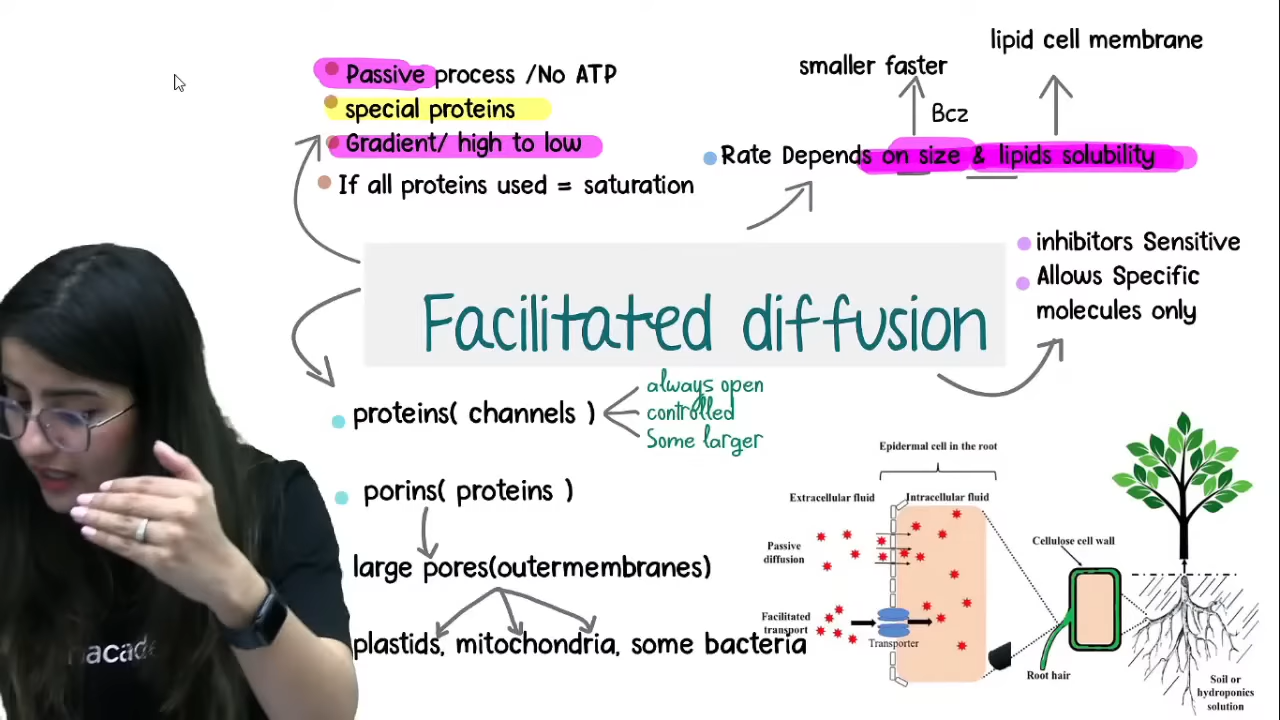 Passive process /No ATP
special proteins
Gradient/ high to low
If all proteins used = saturation
lipid cell membrane
smaller faster
Bcz
Rate Depends on size & lipids solubility
inhibitors Sensitive
Allows Specific
molecules only
Facilitated diffusion
proteins( channels )
always open
controlled
Some larger
porins( proteins )
large pores(outermembranes)
plastids, mitochondria, some bacteria
Epidermal cell in the root
Extracellular fluid
Intracellular fluid
Passive
diffusion
Facilitated
transport
Transporter
Cellulose cell wall
Root hair
Soil or
hydroponics
solution